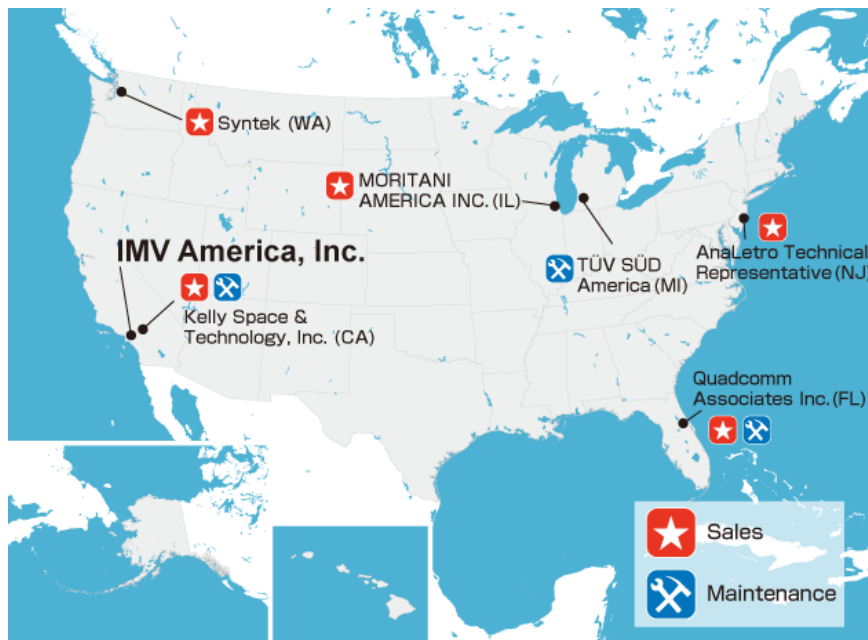 Syntek (WA)
MORITANI
AMERICA INC.(IL)
IMV America, Inc.
Kelly Space &
Technology, Inc. (CA)
TÜV SÜD
America(MI)
AnaLetro Technical
Representative(NJ)
Quadcomm
Associates Inc.(FL)
Sales
Maintenance